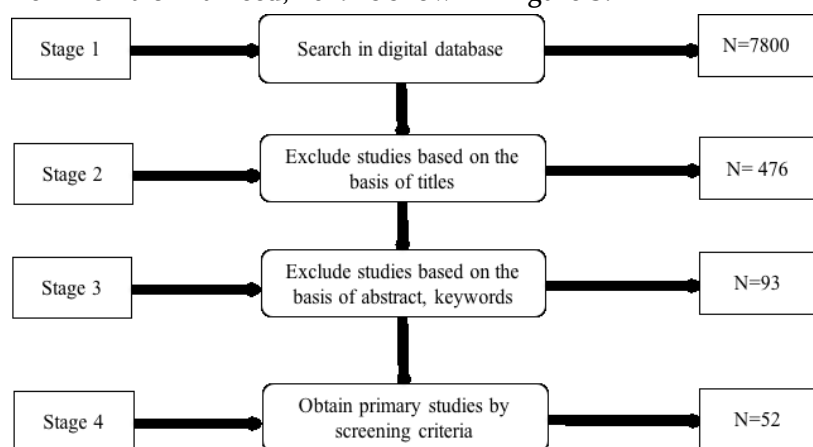 Stage 1
Search in digital database
N=7800
Stage 2
Exclude studies based on the
basis of titles
N= 476
Stage 3
Exclude studies based on the
basis of abstract, keywords
N=93
Stage 4
Obtain primary studies by
screening criteria
N=52